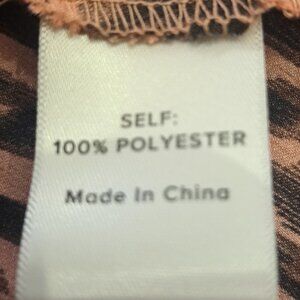 SELF:
100% POLYESTER
Made In China